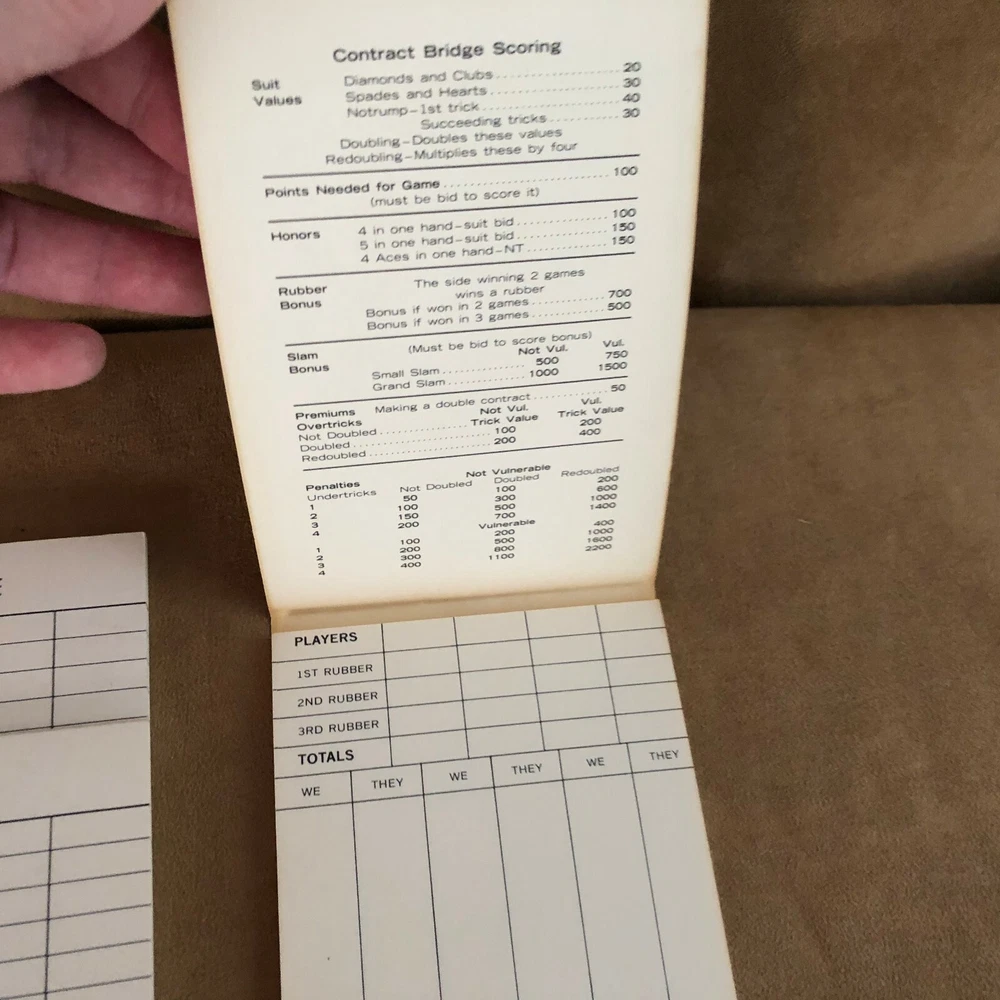 Contract Bridge Scoring
Suit Values
Diamonds and Clubs .......................... 20
Spades and Hearts ............................ 30
Notrump – 1st trick ............................ 40
Succeeding tricks ................ 30
Doubling – Doubles these values
Redoubling – Multiplies these by four
Points Needed for Game ............................ 100
(must be bid to score it)
Honors
4 in one hand – suit bid .................... 100
5 in one hand – suit bid .................... 150
4 Aces in one hand – NT .................. 150
Rubber Bonus
The side winning 2 games
wins a rubber
Bonus if won in 2 games ................ 700
Bonus if won in 3 games ................ 500
Slam Bonus
(Must be bid to score bonus)
Not Vul. Vul.
Small Slam .................. 500 750
Grand Slam ................ 1000 1500
Premiums Making a double contract .............. 50
Overtricks Not Vul. Vul.
Not Doubled .................... Trick Value Trick Value
Doubled ............................ 100 200
Redoubled ........................ 200 400
Penalties Not Vulnerable
Undertricks Not Doubled Doubled Redoubled
1 50 100 200
2 100 300 600
3 150 500 1000
4 200 700 1400
Vulnerable
1 100 200 400
2 200 500 1000
3 300 800 1600
4 400 1100 2200
PLAYERS
1ST RUBBER
2ND RUBBER
3RD RUBBER
TOTALS
WE THEY WE THEY WE THEY